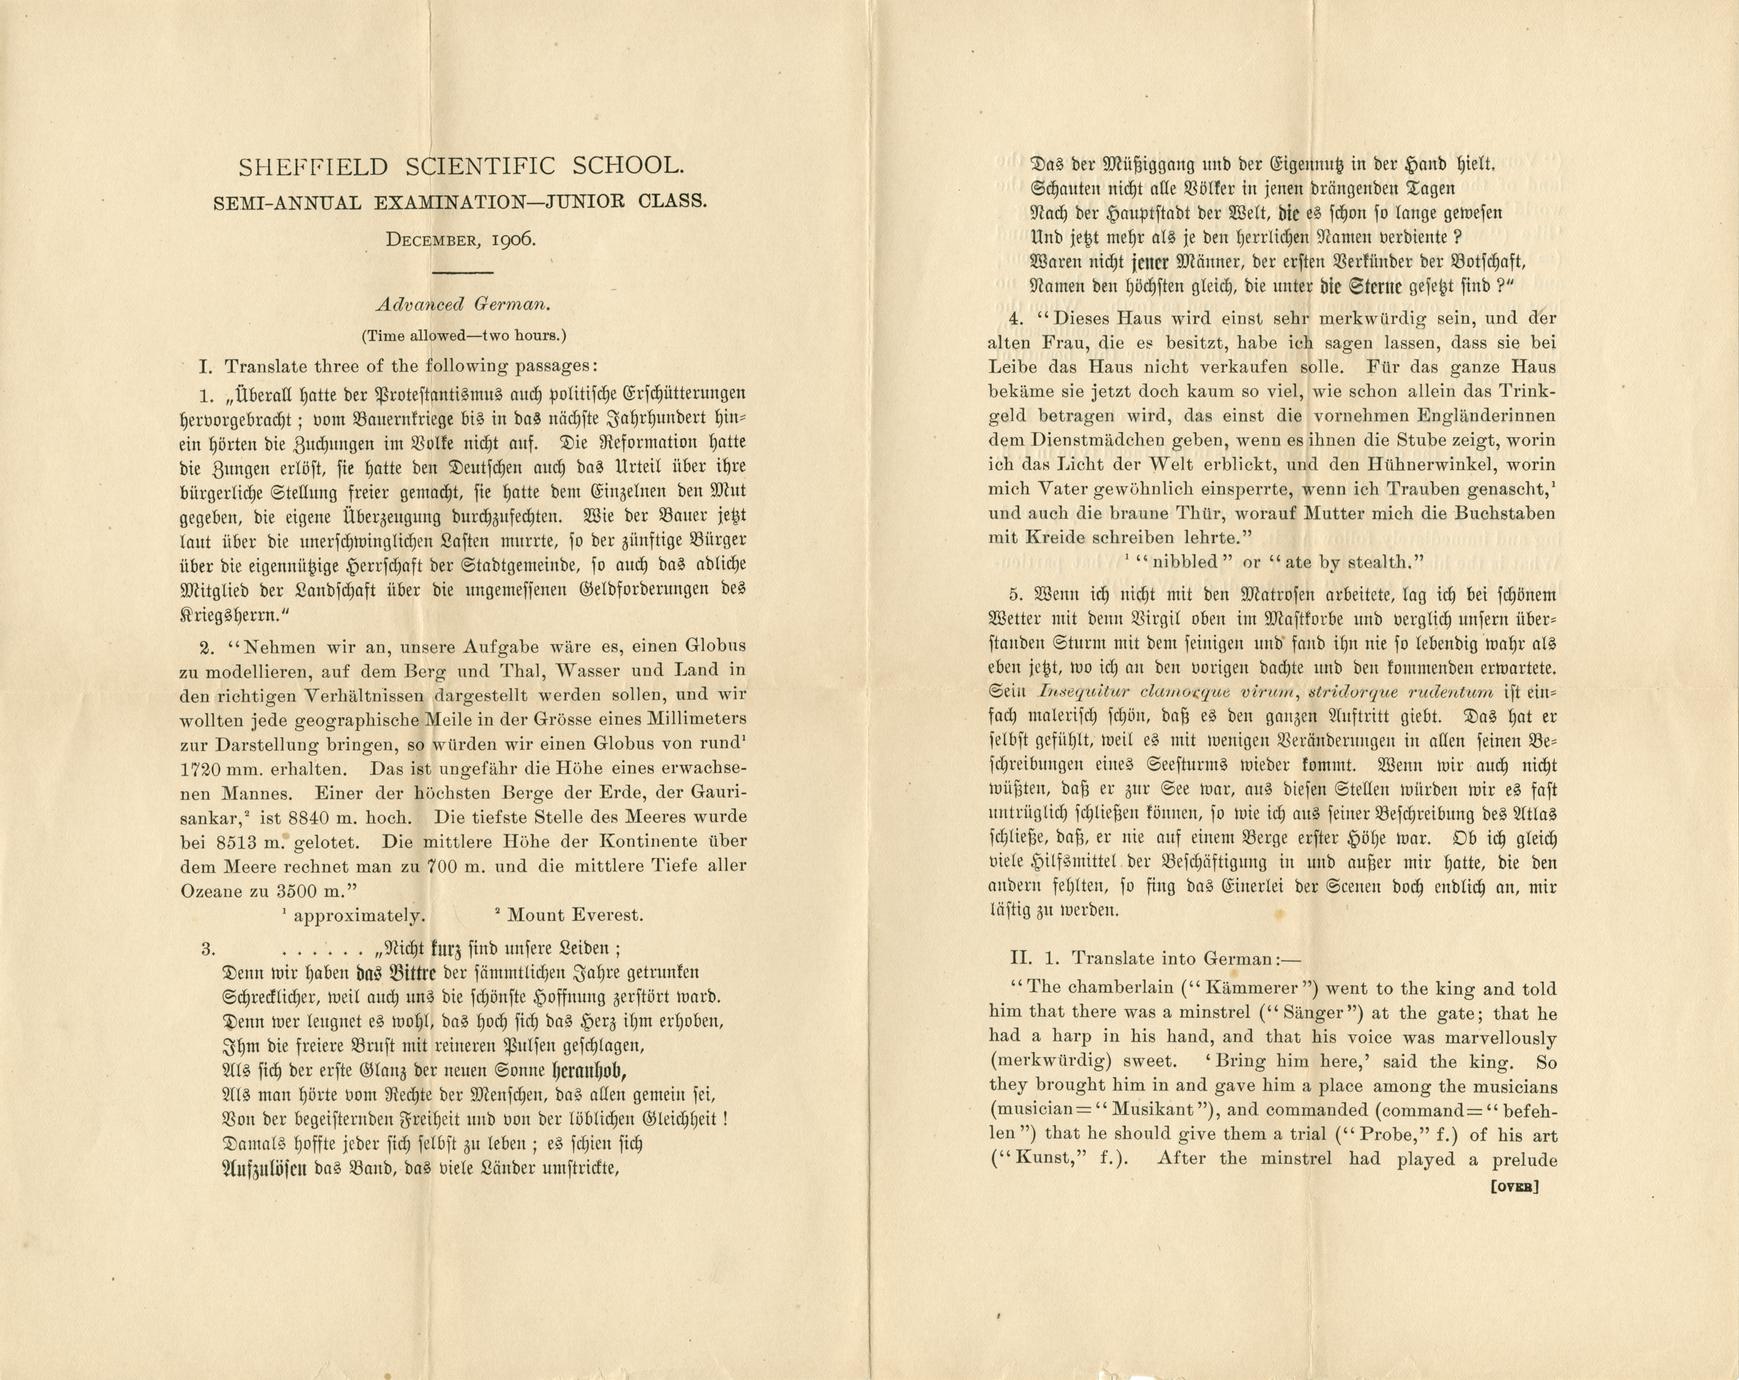 SHEFFIELD SCIENTIFIC SCHOOL.
SEMI-ANNUAL EXAMINATION—JUNIOR CLASS.
DECEMBER, 1906.
Advanced German.
(Time allowed—two hours.)
I. Translate three of the following passages:
1. „Überall hatte der Protestantismus auch politische Erschütterungen
hervorgebracht; vom Bauernkriege bis in das nächste Jahrhundert hin-
ein hörten die Zuchungen im Volke nicht auf. Die Reformation hatte
die Zungen erlöst, sie hatte den Deutschen auch das Urteil über ihre
bürgerliche Stellung freier gemacht, sie hatte dem Einzelnen den Mut
gegeben, die eigene Überzeugung durchzufechten. Wie der Bauer jetzt
laut über die unerschwinglichen Lasten murrte, so der zünftige Bürger
über die eigennützige Herrschaft der Stadtgemeinde, so auch das adliche
Mitglied der Landschaft über die ungemessenen Geldforderungen des
Kriegsherrn.“
2. “Nehmen wir an, unsere Aufgabe wäre es, einen Globus
zu modellieren, auf dem Berg und Thal, Wasser und Land in
den richtigen Verhältnissen dargestellt werden sollen, und wir
wollten jede geographische Meile in der Grösse eines Millimeters
zur Darstellung bringen, so würden wir einen Globus von rund¹
1720 mm. erhalten. Das ist ungefähr die Höhe eines erwachse-
nen Mannes. Einer der höchsten Berge der Erde, der Gauri-
sankar,² ist 8840 m. hoch. Die tiefste Stelle des Meeres wurde
bei 8513 m. gelotet. Die mittlere Höhe der Kontinente über
dem Meere rechnet man zu 700 m. und die mittlere Tiefe aller
Ozeane zu 3500 m.”
¹ approximately. ² Mount Everest.
3. . . . . . . „Nicht kurz sind unsere Leiden;
Denn wir haben das Bittre der sämmtlichen Jahre getrunken
Schrecklicher, weil auch uns die schönste Hoffnung zerstört ward.
Denn wer leugnet es wohl, das hoch sich das Herz ihm erhoben,
Ihm die freiere Brust mit reineren Pulsen geschlagen,
Als sich der erste Glanz der neuen Sonne heranhob,
Als man hörte vom Rechte der Menschen, das allen gemein sei,
Von der begeisternden Freiheit und von der löblichen Gleichheit!
Damals hoffte jeder sich selbst zu leben; es schien sich
Aufzulösen das Band, das viele Länder umstrickte,
Das der Müßiggang und der Eigennutz in der Hand hielt.
Schauten nicht alle Völker in jenen drängenden Tagen
Nach der Hauptstadt der Welt, die es schon so lange gewesen
Und jetzt mehr als je den herrlichen Namen verdiente?
Waren nicht jener Männer, der ersten Verkünder der Botschaft,
Namen den höchsten gleich, die unter die Sterne gesetzt sind?“
4. “Dieses Haus wird einst sehr merkwürdig sein, und der
alten Frau, die es besitzt, habe ich sagen lassen, dass sie bei
Leibe das Haus nicht verkaufen solle. Für das ganze Haus
bekäme sie jetzt doch kaum so viel, wie schon allein das Trink-
geld betragen wird, das einst die vornehmen Engländerinnen
dem Dienstmädchen geben, wenn es ihnen die Stube zeigt, worin
ich das Licht der Welt erblickt, und den Hühnerwinkel, worin
mich Vater gewöhnlich einsperrte, wenn ich Trauben genascht,¹
und auch die braune Thür, worauf Mutter mich die Buchstaben
mit Kreide schreiben lehrte.”
¹ “nibbled” or “ate by stealth.”
5. Wenn ich nicht mit den Matrosen arbeitete, lag ich bei schönem
Wetter mit denn Virgil oben im Mastkorbe und verglich unsern über-
standen Sturm mit dem seinigen und fand ihn nie so lebendig wahr als
eben jetzt, wo ich an den vorigen dachte und den kommenden erwartete.
Sein Insequitur clamorque virum, stridorque rudentum ist ein-
fach malerisch schön, daß es den ganzen Auftritt giebt. Das hat er
selbst gefühlt, weil es mit wenigen Veränderungen in allen seinen Be-
schreibungen eines Seesturms wieder kommt. Wenn wir auch nicht
wüßten, daß er zur See war, aus diesen Stellen würden wir es fast
untrüglich schließen können, so wie ich aus seiner Beschreibung des Atlas
schließe, daß, er nie auf einem Berge erster Höhe war. Ob ich gleich
viele Hilfsmittel der Beschäftigung in und außer mir hatte, die den
andern fehlten, so fing das Einerlei der Scenen doch endlich an, mir
lästig zu werden.
II. 1. Translate into German:—
“The chamberlain (“Kämmerer”) went to the king and told
him that there was a minstrel (“Sänger”) at the gate; that he
had a harp in his hand, and that his voice was marvellously
(merkwürdig) sweet. ‘Bring him here,’ said the king. So
they brought him in and gave him a place among the musicians
(musician=“Musikant”), and commanded (command=“befeh-
len”) that he should give them a trial (“Probe,” f.) of his art
(“Kunst,” f.). After the minstrel had played a prelude
[OVER]